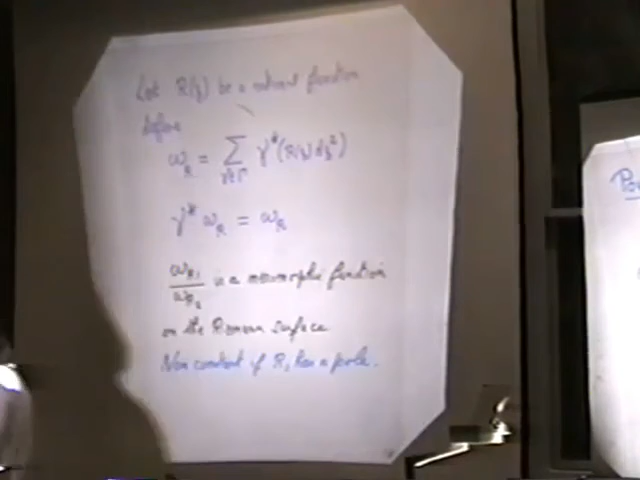 Let R(z) be a rational function
define
ω_R = Σ_{γ∈Γ} γ*(R(z) dz²)
γ* ω_R = ω_R
ω_{R_1} / ω_{R_2} is a meromorphic function
on the Riemann surface
Non constant if R_1 has a pole.